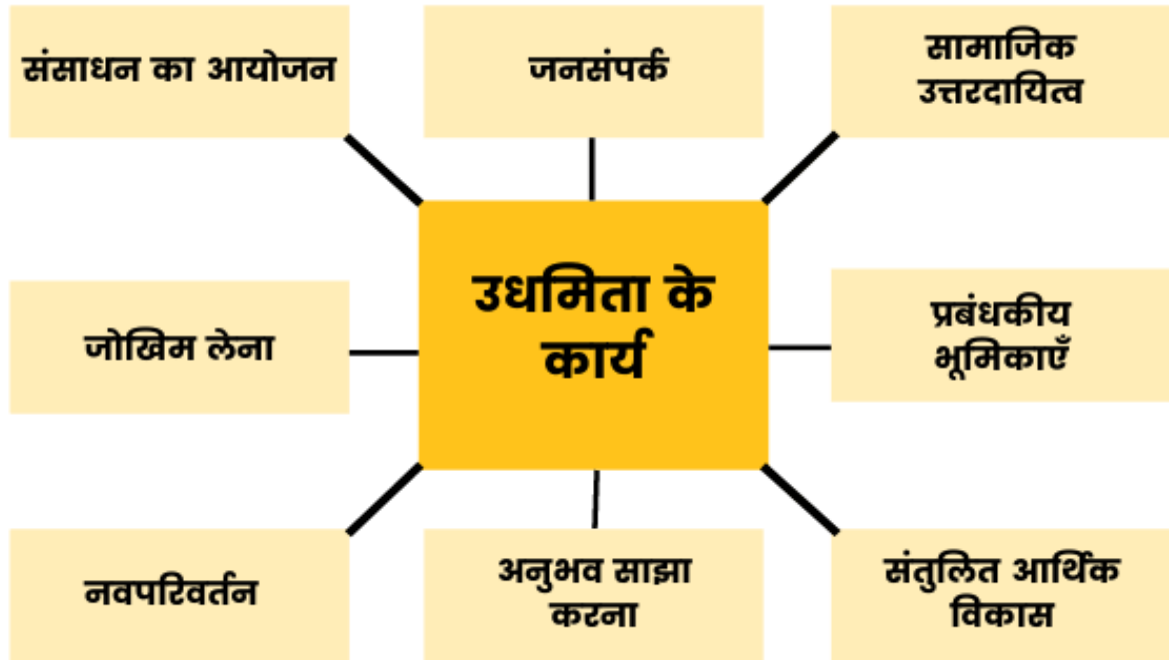 संसाधन का आयोजन
जनसंपर्क
सामाजिक
उत्तरदायित्व
उधमिता के
कार्य
जोखिम लेना
प्रबंधकीय
भूमिकाएँ
नवपरिवर्तन
अनुभव साझा
करना
संतुलित आर्थिक
विकास